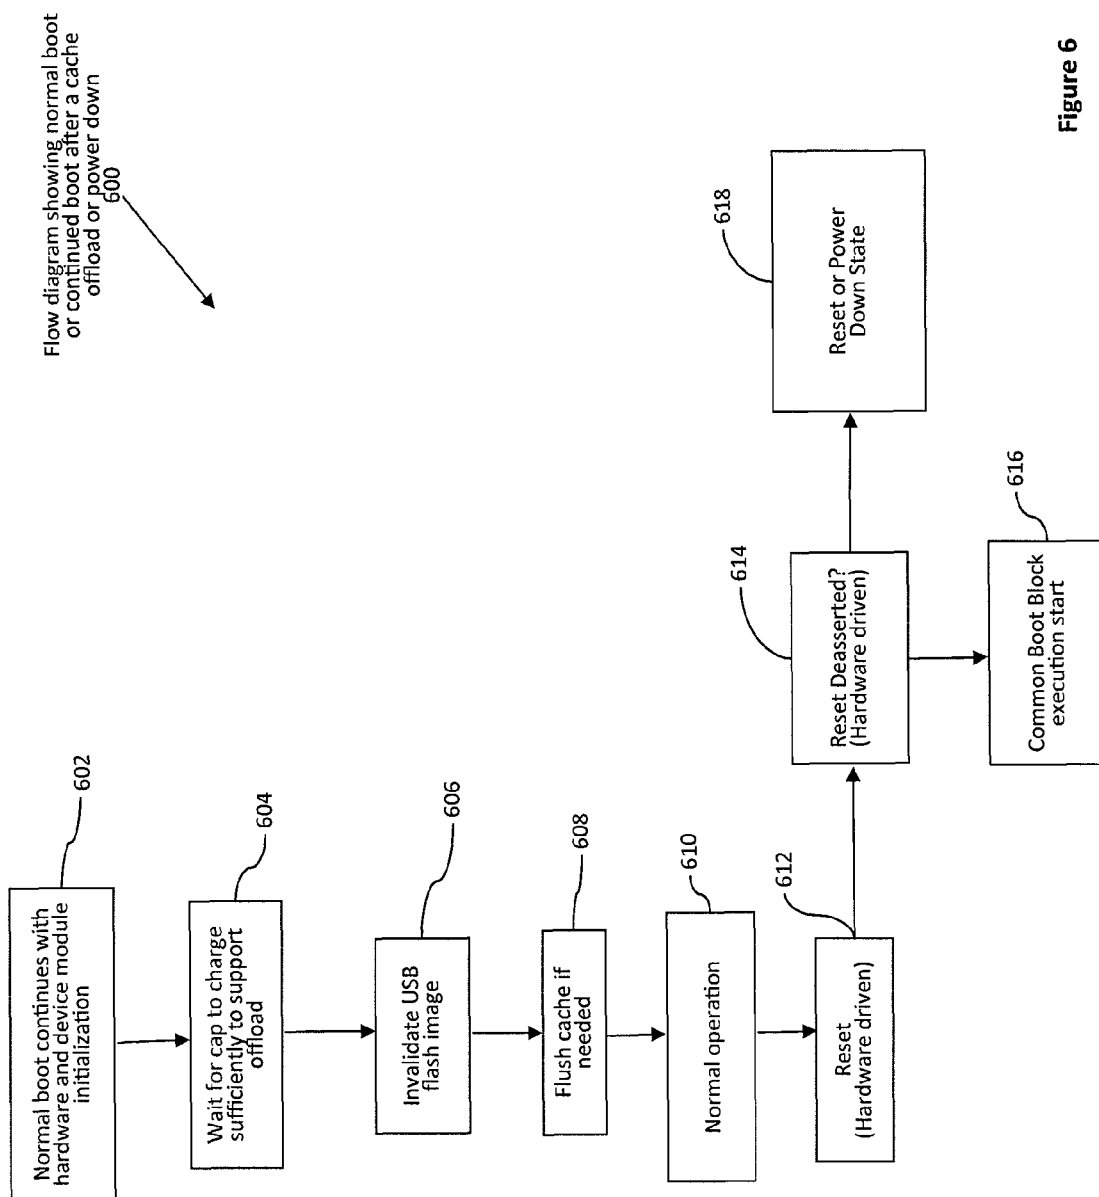 Flow diagram showing normal boot
or continued boot after a cache
offload or power down
600
602
Normal boot continues with
hardware and device module
initialization
604
Wait for cap to charge
sufficiently to support
offload
606
Invalidate USB
flash image
608
Flush cache if
needed
610
Normal operation
612
Reset
(Hardware driven)
614
Reset Deasserted?
(Hardware driven)
616
Common Boot Block
execution start
618
Reset or Power
Down State
Figure 6